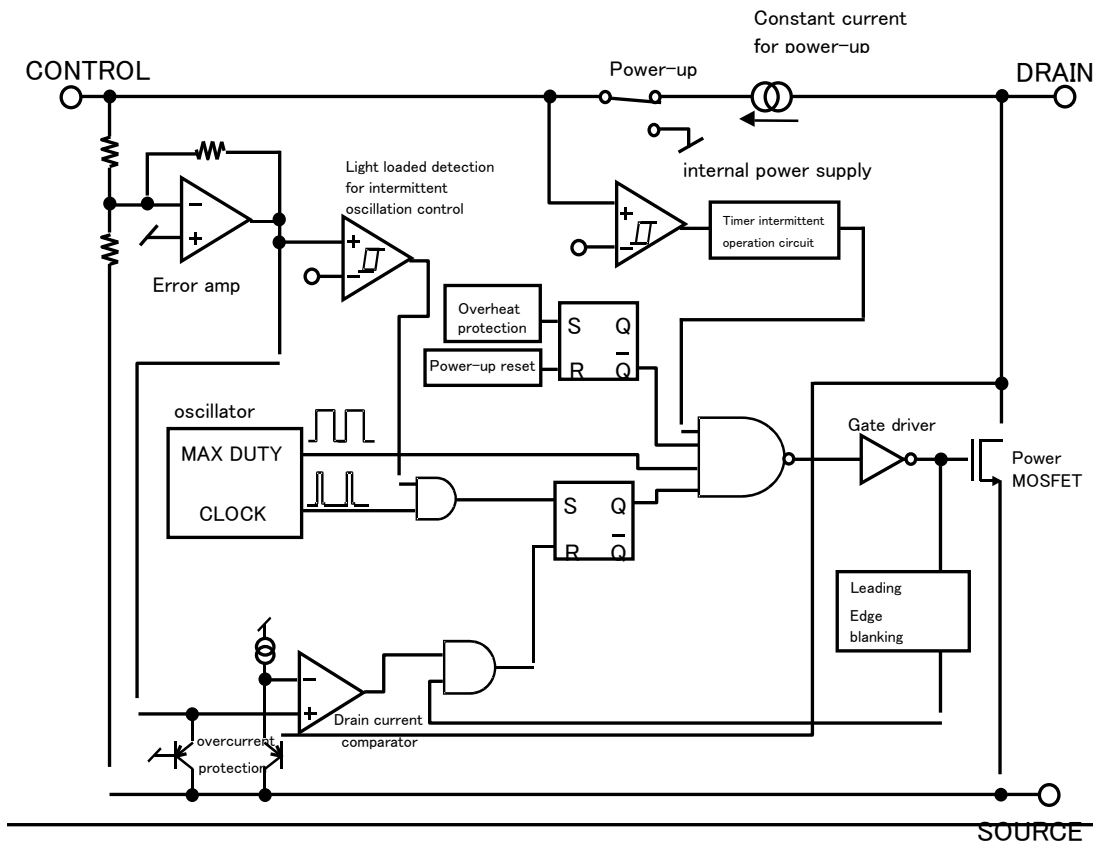 Constant current
for power-up
CONTROL
Power-up
DRAIN
Light loaded detection
for intermittent
oscillation control
internal power supply
−
+
Error amp
+
−
+
−
Timer intermittent
operation circuit
Overheat
protection
S Q
R Q
Power-up reset
oscillator
MAX DUTY
CLOCK
Gate driver
Power
MOSFET
S Q
R Q
Leading
Edge
blanking
−
+
Drain current
comparator
overcurrent
protection
SOURCE